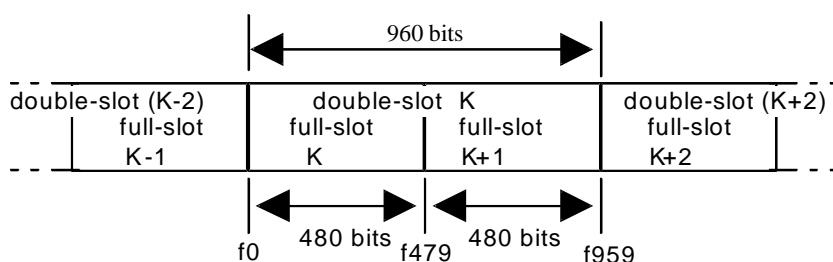 960 bits
double-slot (K-2) double-slot K double-slot (K+2)
full-slot full-slot full-slot full-slot
K-1 K K+1 K+2
480 bits 480 bits
f0 f479 f959